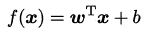 f(x) = wᵀx + b